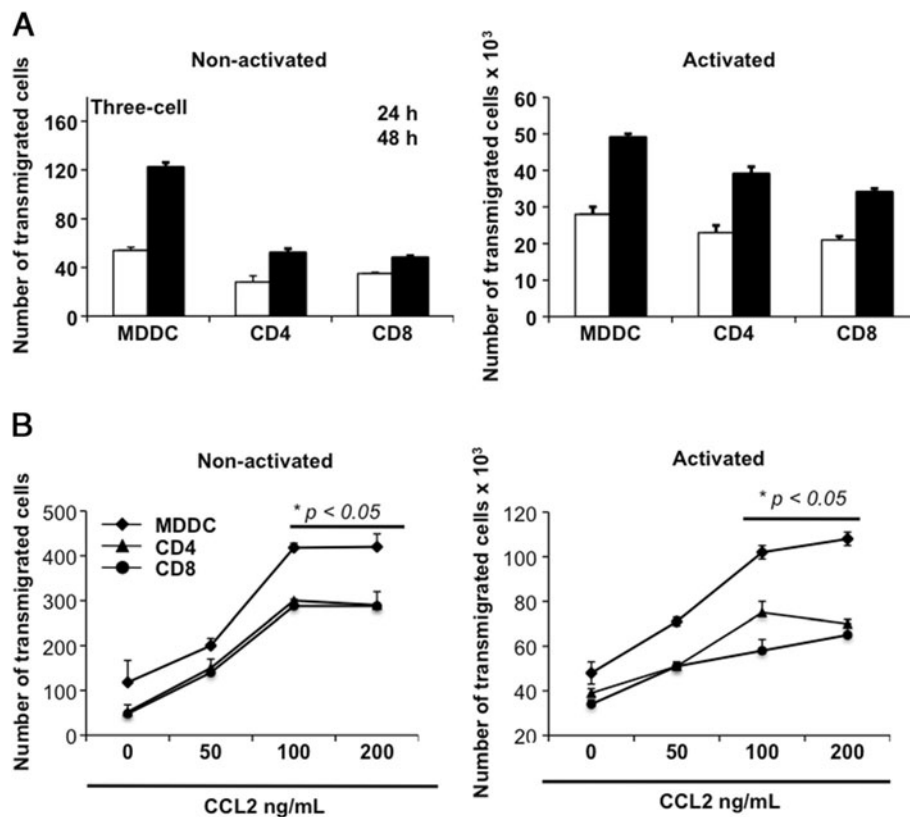 A
Non-activated
Number of transmigrated cells
Three-cell
24 h
48 h
160
120
80
40
0
MDDC CD4 CD8
Activated
Number of transmigrated cells x 10³
60
50
40
30
20
10
0
MDDC CD4 CD8
B
Non-activated
Number of transmigrated cells
* p < 0.05
MDDC
CD4
CD8
500
400
300
200
100
0
0 50 100 200
CCL2 ng/mL
Activated
Number of transmigrated cells x 10³
* p < 0.05
120
100
80
60
40
20
0 50 100 200
CCL2 ng/mL